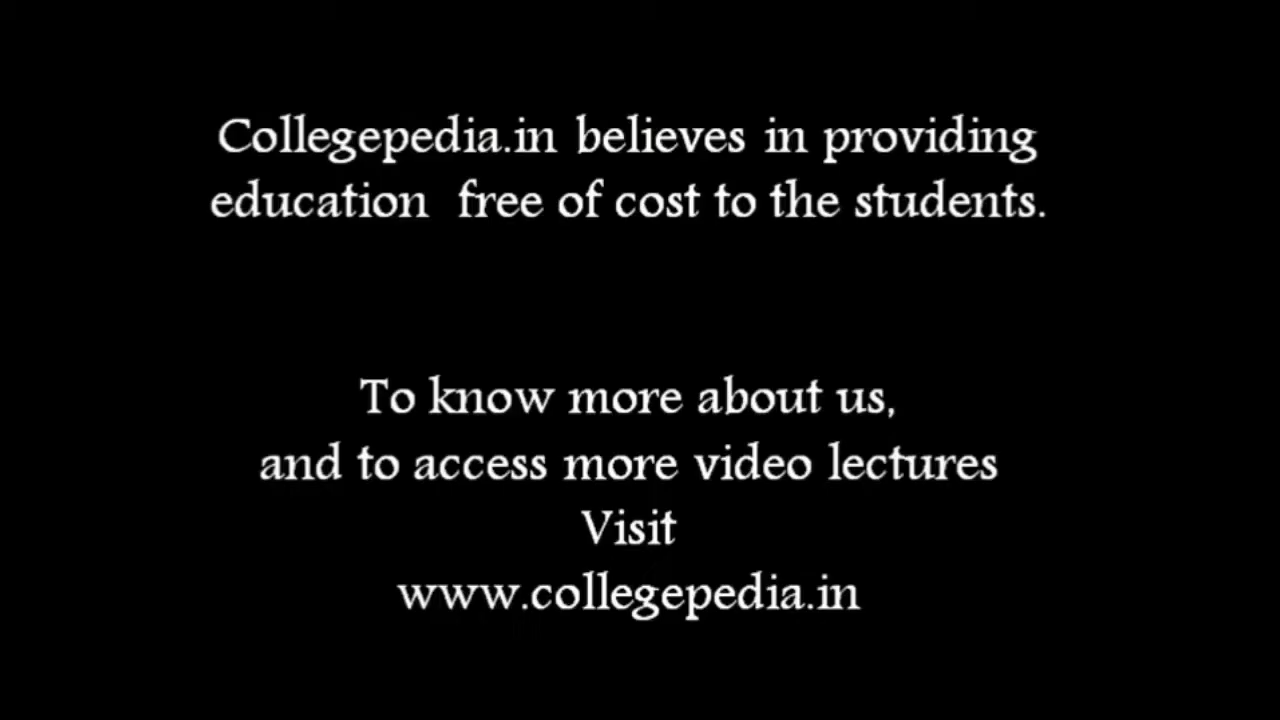 Collegepedia.in believes in providing
education  free of cost to the students.
To know more about us,
and to access more video lectures
Visit
www.collegepedia.in